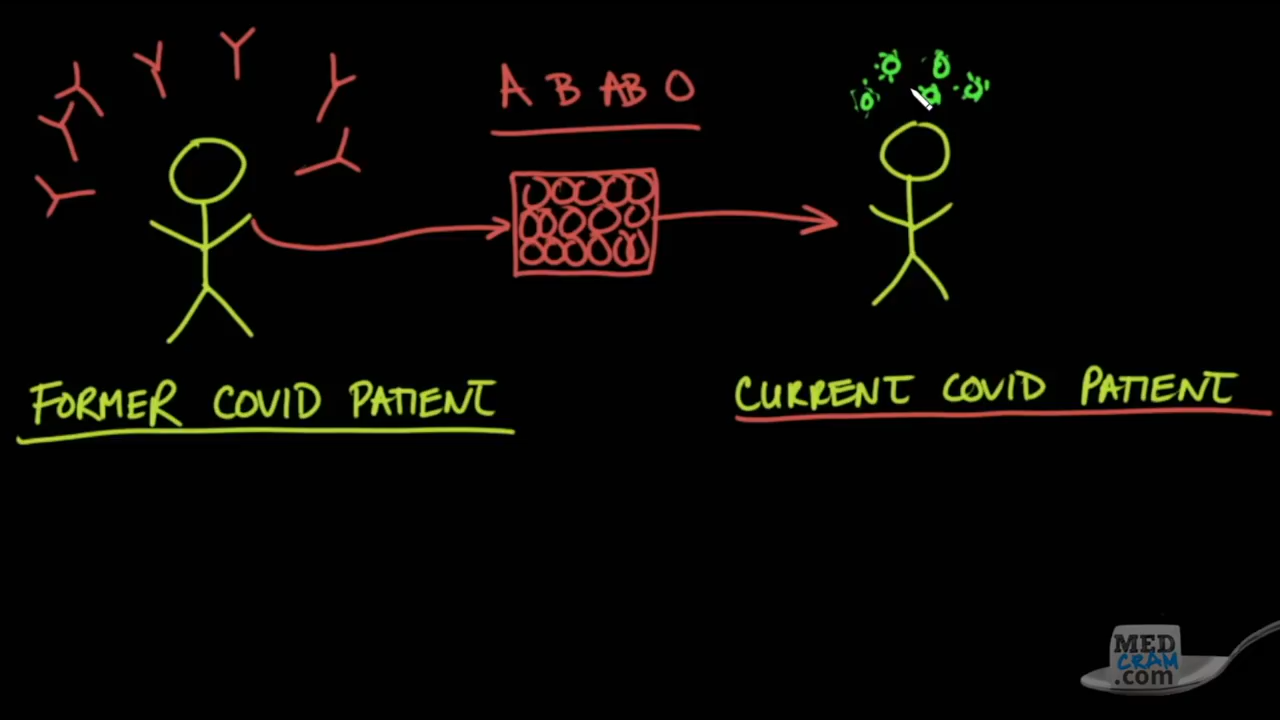 A B AB O
FORMER COVID PATIENT
CURRENT COVID PATIENT
MED
CRAM
.com